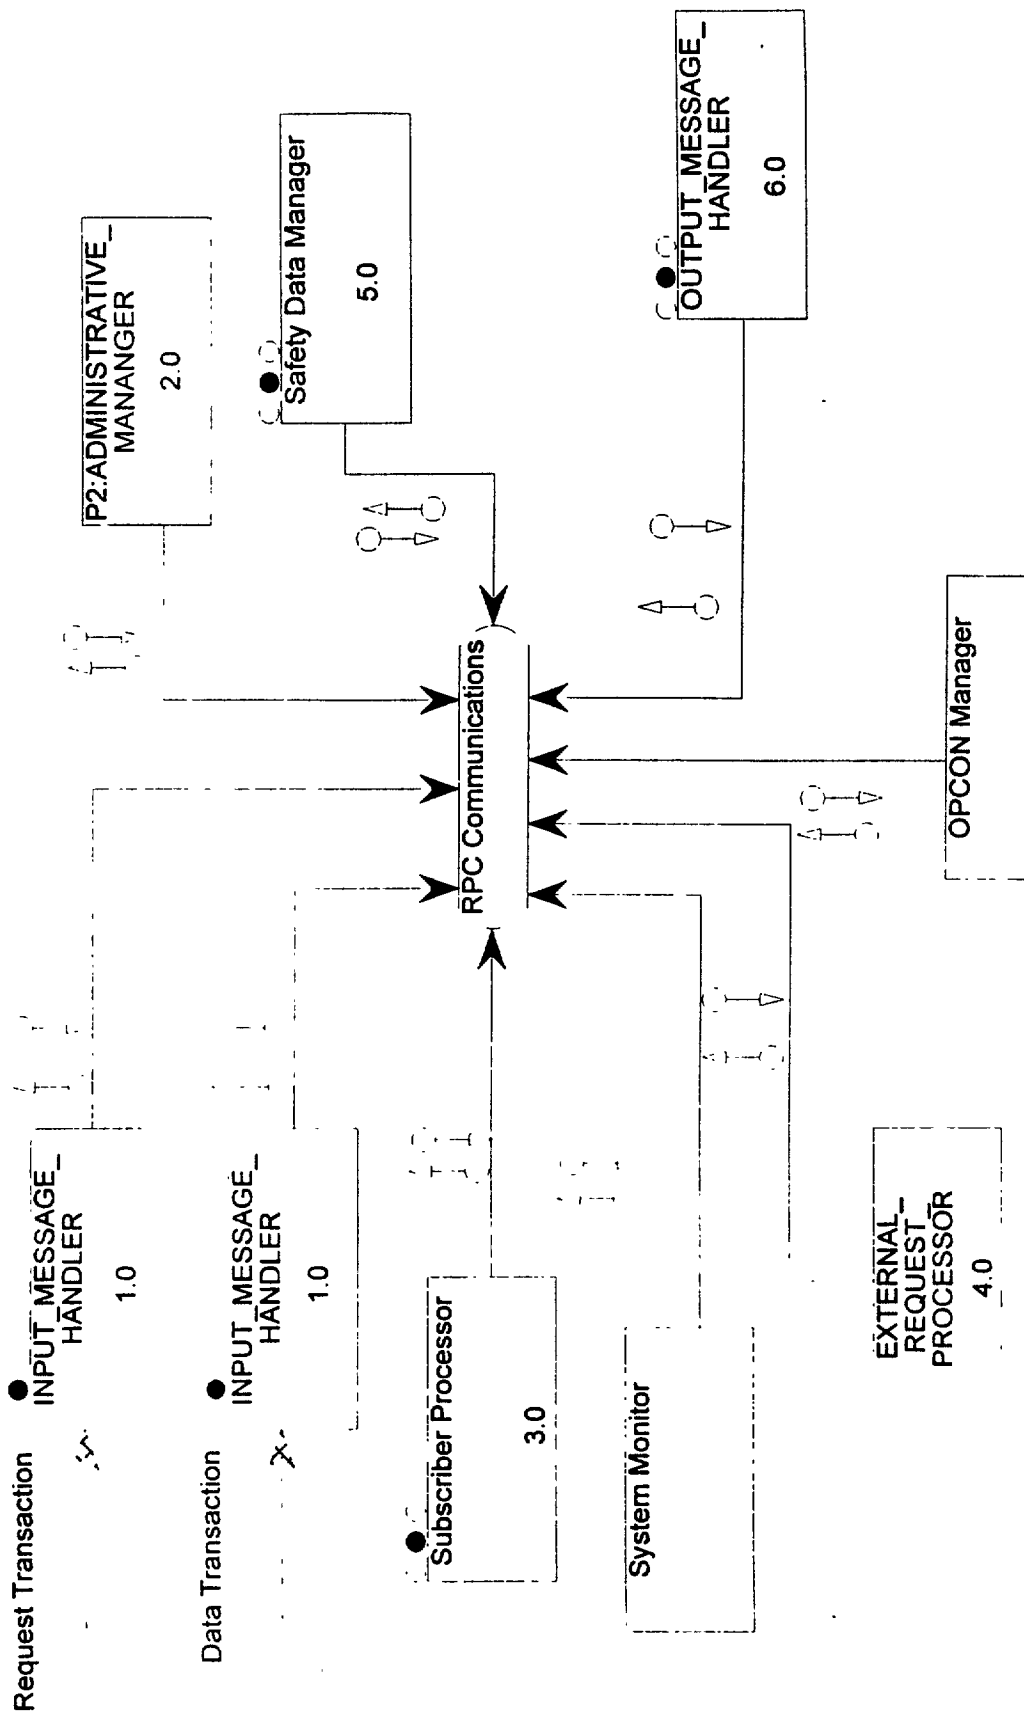 Request Transaction
INPUT_MESSAGE_
HANDLER
1.0
Data Transaction
INPUT_MESSAGE_
HANDLER
1.0
Subscriber Processor
3.0
System Monitor
EXTERNAL_
REQUEST_
PROCESSOR
4.0
RPC Communications
P2:ADMINISTRATIVE_
MANANGER
2.0
Safety Data Manager
5.0
OUTPUT_MESSAGE_
HANDLER
6.0
OPCON Manager